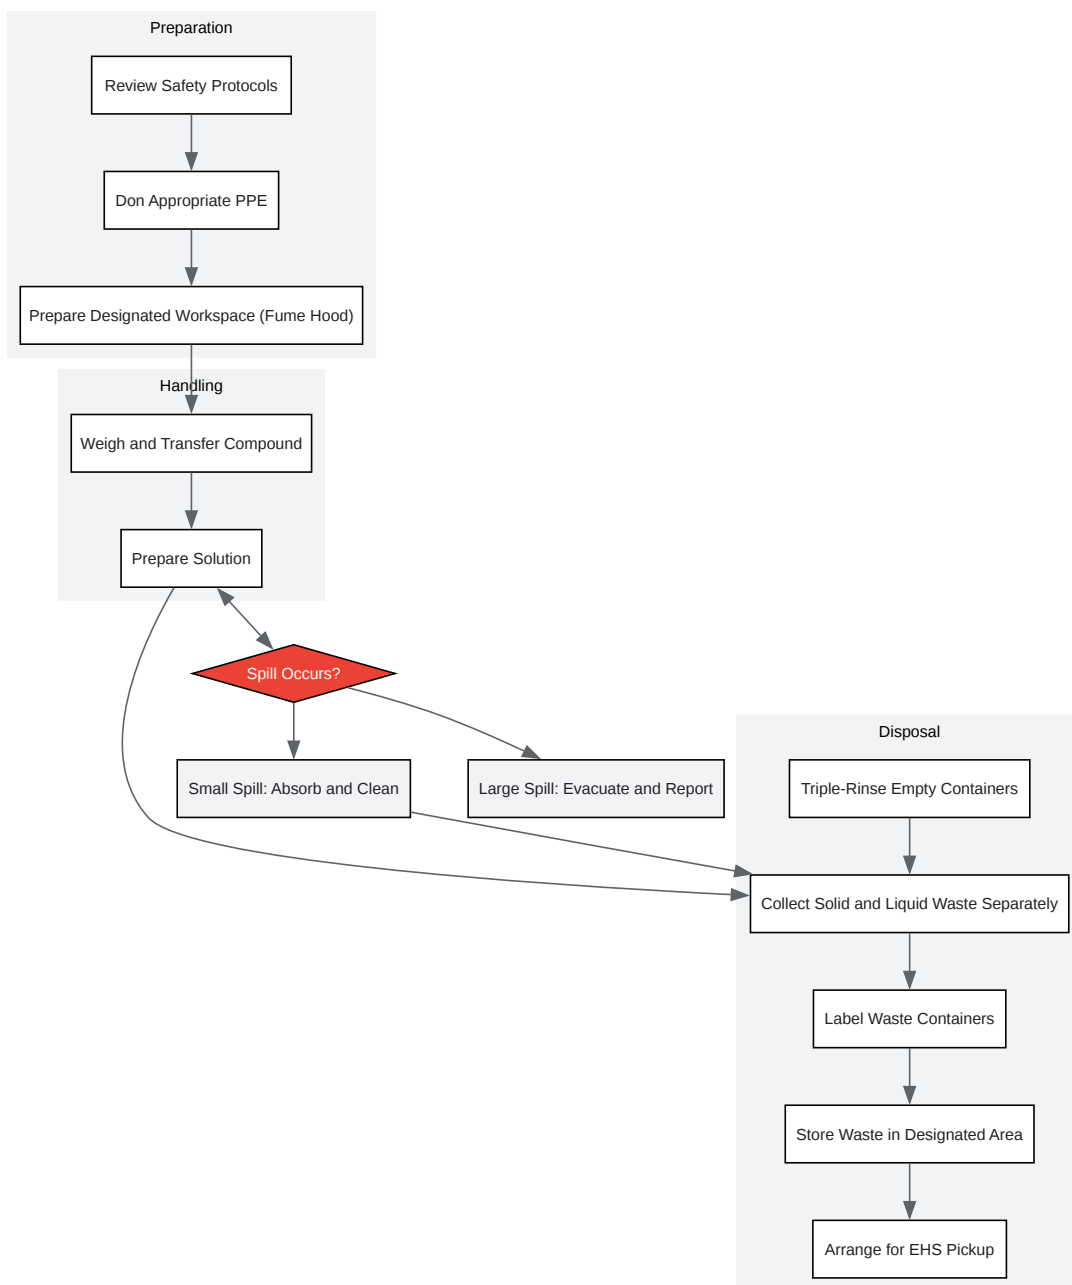 Preparation
Review Safety Protocols
Don Appropriate PPE
Prepare Designated Workspace (Fume Hood)
Handling
Weigh and Transfer Compound
Prepare Solution
Spill Occurs?
Small Spill: Absorb and Clean
Large Spill: Evacuate and Report
Disposal
Triple-Rinse Empty Containers
Collect Solid and Liquid Waste Separately
Label Waste Containers
Store Waste in Designated Area
Arrange for EHS Pickup